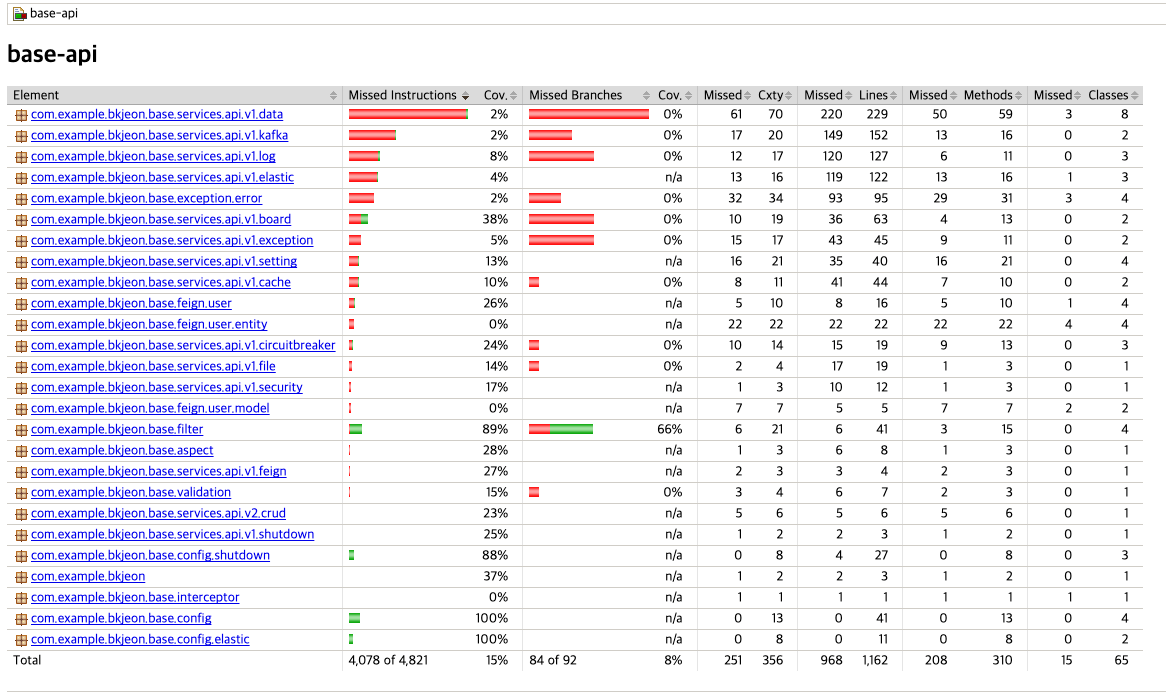 base-api
base-api
Element Missed Instructions Cov. Missed Branches Cov. Missed Cxty Missed Lines Missed Methods Missed Classes
com.example.bkjeon.base.services.api.v1.data 2% 0% 61 70 220 229 50 59 3 8
com.example.bkjeon.base.services.api.v1.kafka 2% 0% 17 20 149 152 13 16 0 2
com.example.bkjeon.base.services.api.v1.log 8% 0% 12 17 120 127 6 11 0 3
com.example.bkjeon.base.services.api.v1.elastic 4% n/a 13 16 119 122 13 16 1 3
com.example.bkjeon.base.exception.error 2% 0% 32 34 93 95 29 31 3 4
com.example.bkjeon.base.services.api.v1.board 38% 0% 10 19 36 63 4 13 0 2
com.example.bkjeon.base.services.api.v1.exception 5% 0% 15 17 43 45 9 11 0 2
com.example.bkjeon.base.services.api.v1.setting 13% n/a 16 21 35 40 16 21 0 4
com.example.bkjeon.base.services.api.v1.cache 10% 0% 8 11 41 44 7 10 0 2
com.example.bkjeon.base.feign.user 26% n/a 5 10 8 16 5 10 1 4
com.example.bkjeon.base.feign.user.entity 0% n/a 22 22 22 22 22 22 4 4
com.example.bkjeon.base.services.api.v1.circuitbreaker 24% 0% 10 14 15 19 9 13 0 3
com.example.bkjeon.base.services.api.v1.file 14% 0% 2 4 17 19 1 3 0 1
com.example.bkjeon.base.services.api.v1.security 17% n/a 1 3 10 12 1 3 0 1
com.example.bkjeon.base.feign.user.model 0% n/a 7 7 5 5 7 7 2 2
com.example.bkjeon.base.filter 89% 66% 6 21 6 41 3 15 0 4
com.example.bkjeon.base.aspect 28% n/a 1 3 6 8 1 3 0 1
com.example.bkjeon.base.services.api.v1.feign 27% n/a 2 3 3 4 2 3 0 1
com.example.bkjeon.base.validation 15% 0% 3 4 6 7 2 3 0 1
com.example.bkjeon.base.services.api.v2.crud 23% n/a 5 6 5 6 5 6 0 1
com.example.bkjeon.base.services.api.v1.shutdown 25% n/a 1 2 2 3 1 2 0 1
com.example.bkjeon.base.config.shutdown 88% n/a 0 8 4 27 0 8 0 3
com.example.bkjeon 37% n/a 1 2 2 3 1 2 0 1
com.example.bkjeon.base.interceptor 0% n/a 1 1 1 1 1 1 1 1
com.example.bkjeon.base.config 100% n/a 0 13 0 41 0 13 0 4
com.example.bkjeon.base.config.elastic 100% n/a 0 8 0 11 0 8 0 2
Total 4,078 of 4,821 15% 84 of 92 8% 251 356 968 1,162 208 310 15 65